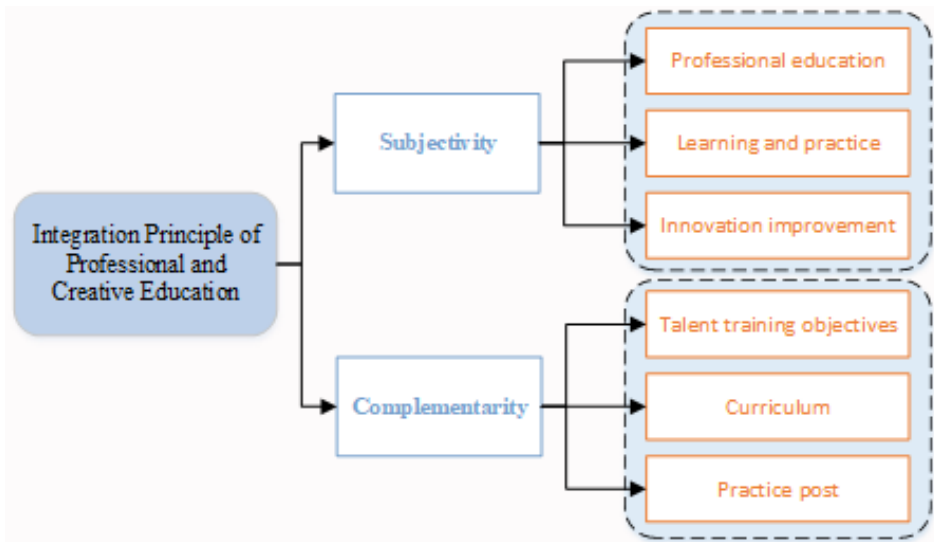 Integration Principle of
Professional and
Creative Education
Subjectivity
Professional education
Learning and practice
Innovation improvement
Complementarity
Talent training objectives
Curriculum
Practice post